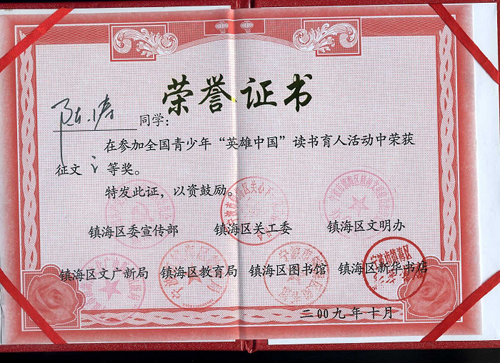 荣誉证书
陈涛 同学:
在参加全国青少年“英雄中国”读书育人活动中荣获
征文 等奖。
特发此证,以资鼓励。
镇海区委宣传部 镇海区关工委 镇海区文明办
镇海区文广新局 镇海区教育局 镇海区图书馆 镇海区新华书店
二00九年十月